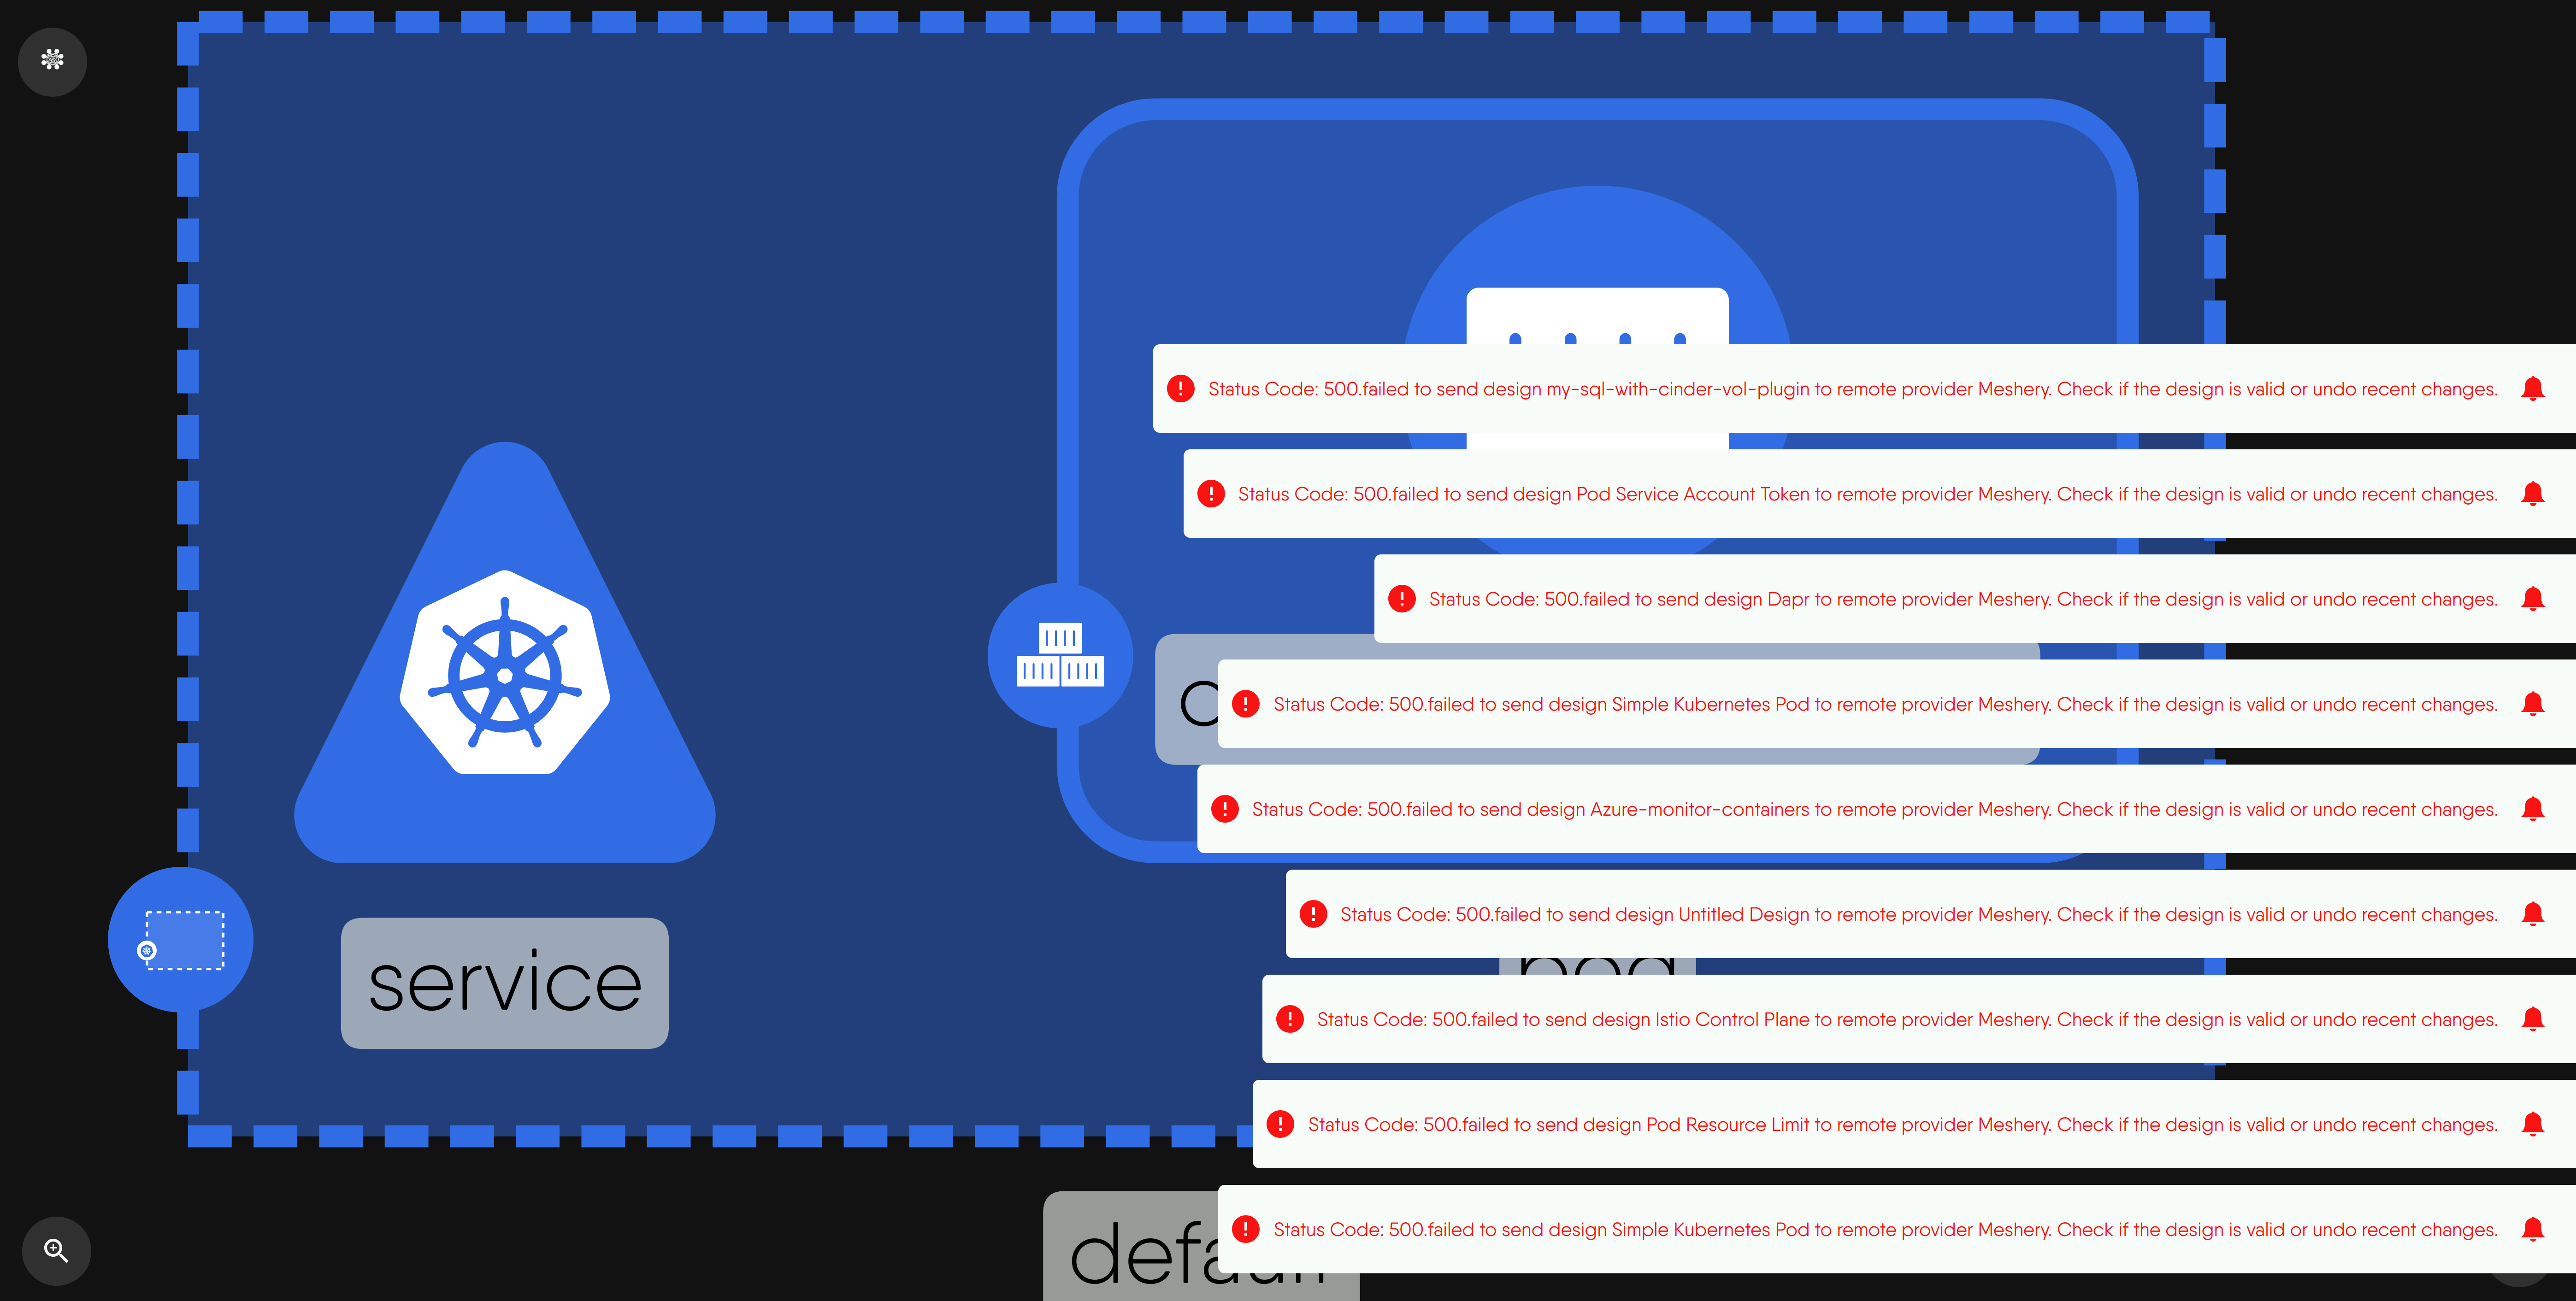 Status Code: 500.failed to send design my-sql-with-cinder-vol-plugin to remote provider Meshery. Check if the design is valid or undo recent changes.
Status Code: 500.failed to send design Pod Service Account Token to remote provider Meshery. Check if the design is valid or undo recent changes.
Status Code: 500.failed to send design Dapr to remote provider Meshery. Check if the design is valid or undo recent changes.
Status Code: 500.failed to send design Simple Kubernetes Pod to remote provider Meshery. Check if the design is valid or undo recent changes.
Status Code: 500.failed to send design Azure-monitor-containers to remote provider Meshery. Check if the design is valid or undo recent changes.
Status Code: 500.failed to send design Untitled Design to remote provider Meshery. Check if the design is valid or undo recent changes.
service
pod
Status Code: 500.failed to send design Istio Control Plane to remote provider Meshery. Check if the design is valid or undo recent changes.
Status Code: 500.failed to send design Pod Resource Limit to remote provider Meshery. Check if the design is valid or undo recent changes.
Status Code: 500.failed to send design Simple Kubernetes Pod to remote provider Meshery. Check if the design is valid or undo recent changes.
default